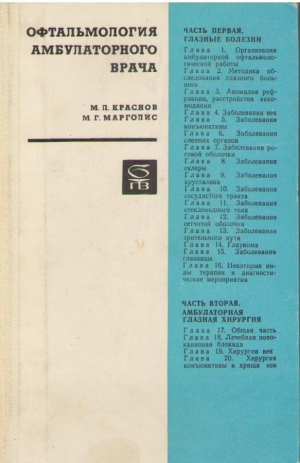 ОФТАЛЬМОЛОГИЯ
АМБУЛАТОРНОГО
ВРАЧА
М. Л. КРАСНОВ
М. Г. МАРГОЛИС
БПВ
ЧАСТЬ ПЕРВАЯ.
ГЛАЗНЫЕ БОЛЕЗНИ
Глава 1. Организация
амбулаторной офтальмоло-
гической работы
Глава 2. Методика об-
следования глазного боль-
ного
Глава 3. Аномалии реф-
ракции, расстройства акко-
модации
Глава 4. Заболевания век
Глава 5. Заболевания
конъюнктивы
Глава 6. Заболевания
слезных органов
Глава 7. Заболевания ро-
говой оболочки
Глава 8. Заболевания
склеры
Глава 9. Заболевания
хрусталика
Глава 10. Заболевания
сосудистого тракта
Глава 11. Заболевания
стекловидного тела
Глава 12. Заболевания
сетчатой оболочки
Глава 13. Заболевания
зрительного пути
Глава 14. Глаукома
Глава 15. Заболевания
глазницы
Глава 16. Некоторые ви-
ды терапии и диагности-
ческие мероприятия
ЧАСТЬ ВТОРАЯ.
АМБУЛАТОРНАЯ
ГЛАЗНАЯ ХИРУРГИЯ
Глава 17. Общая часть
Глава 18. Лечебная ново-
каиновая блокада
Глава 19. Хирургия век
Глава 20. Хирургия
конъюнктивы и хряща век